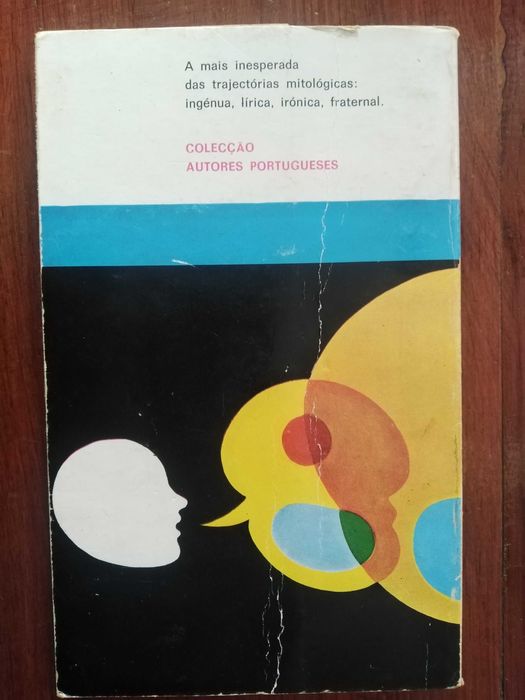 A mais inesperada
das trajectórias mitológicas:
ingénua, lírica, irónica, fraternal.
COLECÇÃO
AUTORES PORTUGUESES